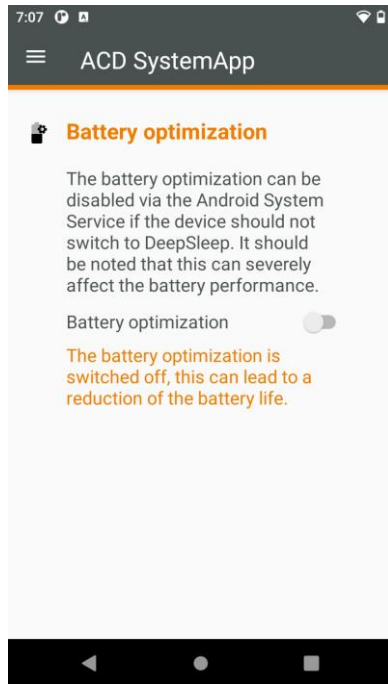 7:07
ACD SystemApp
Battery optimization
The battery optimization can be
disabled via the Android System
Service if the device should not
switch to DeepSleep. It should
be noted that this can severely
affect the battery performance.
Battery optimization
The battery optimization is
switched off, this can lead to a
reduction of the battery life.